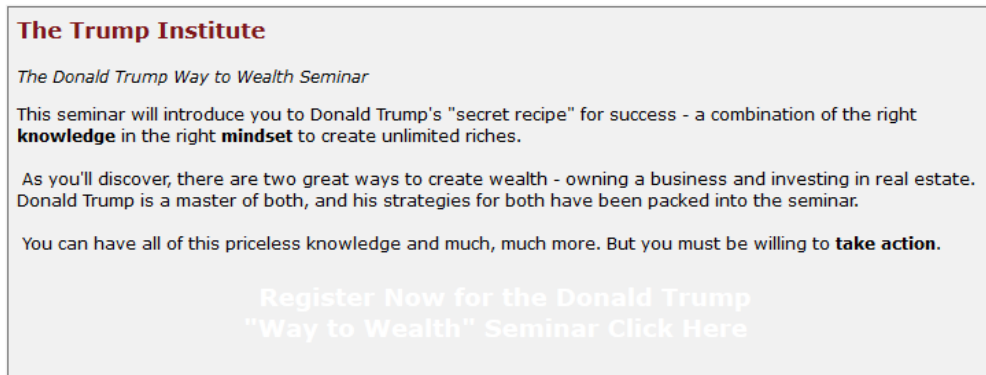 The Trump Institute
The Donald Trump Way to Wealth Seminar
This seminar will introduce you to Donald Trump's "secret recipe" for success - a combination of the right
knowledge in the right mindset to create unlimited riches.
As you'll discover, there are two great ways to create wealth - owning a business and investing in real estate.
Donald Trump is a master of both, and his strategies for both have been packed into the seminar.
You can have all of this priceless knowledge and much, much more. But you must be willing to take action.
Register Now for the Donald Trump
"Way to Wealth" Seminar Click Here